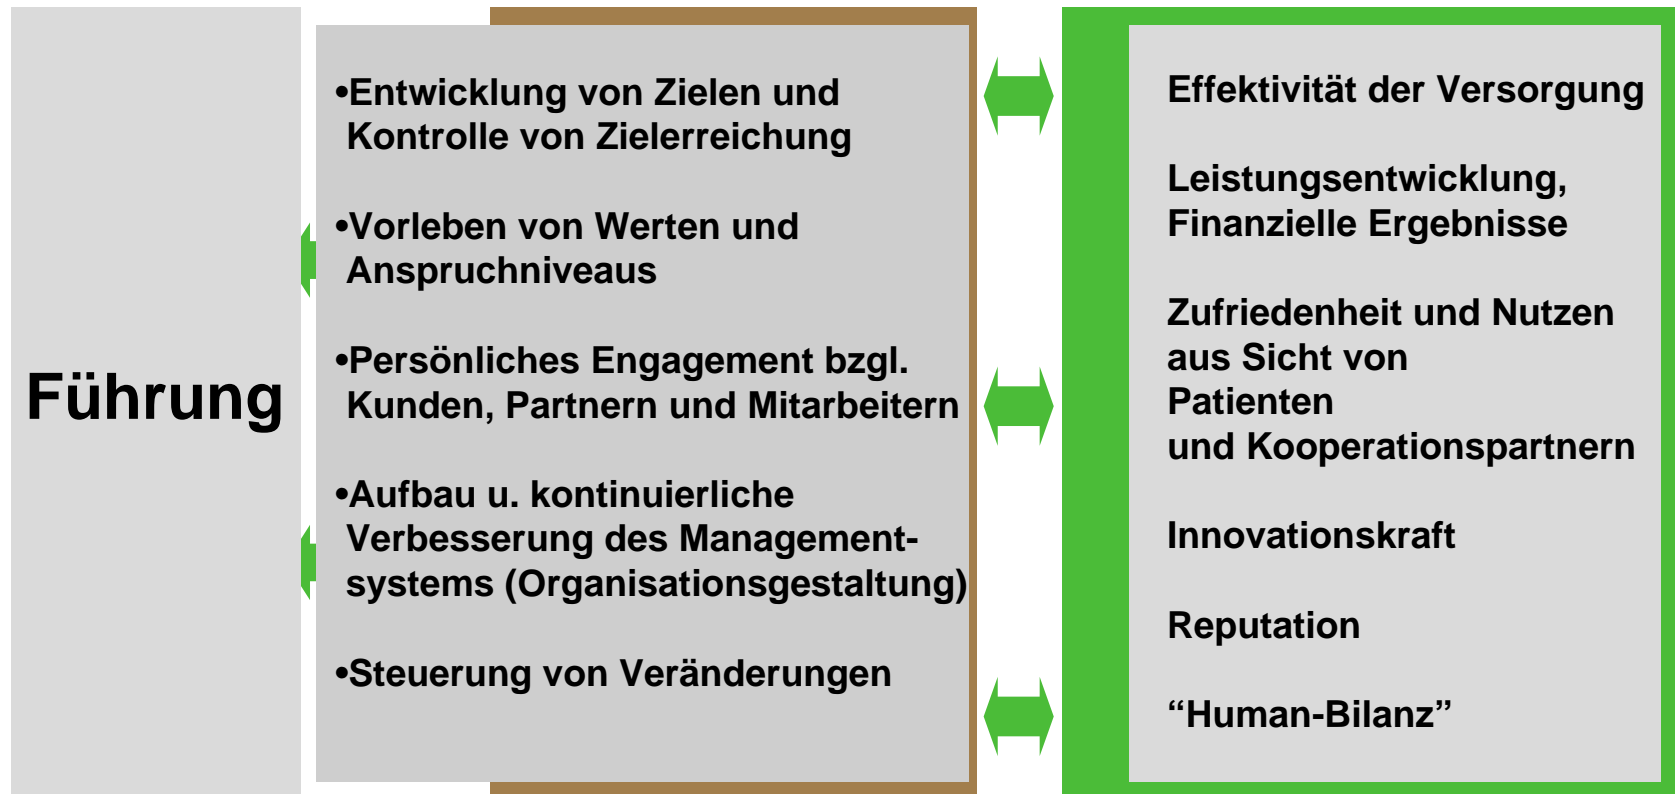 Führung
•Entwicklung von Zielen und
Kontrolle von Zielerreichung
•Vorleben von Werten und
Anspruchniveaus
•Persönliches Engagement bzgl.
Kunden, Partnern und Mitarbeitern
•Aufbau u. kontinuierliche
Verbesserung des Management-
systems (Organisationsgestaltung)
•Steuerung von Veränderungen
Effektivität der Versorgung
Leistungsentwicklung,
Finanzielle Ergebnisse
Zufriedenheit und Nutzen
aus Sicht von
Patienten
und Kooperationspartnern
Innovationskraft
Reputation
“Human-Bilanz”